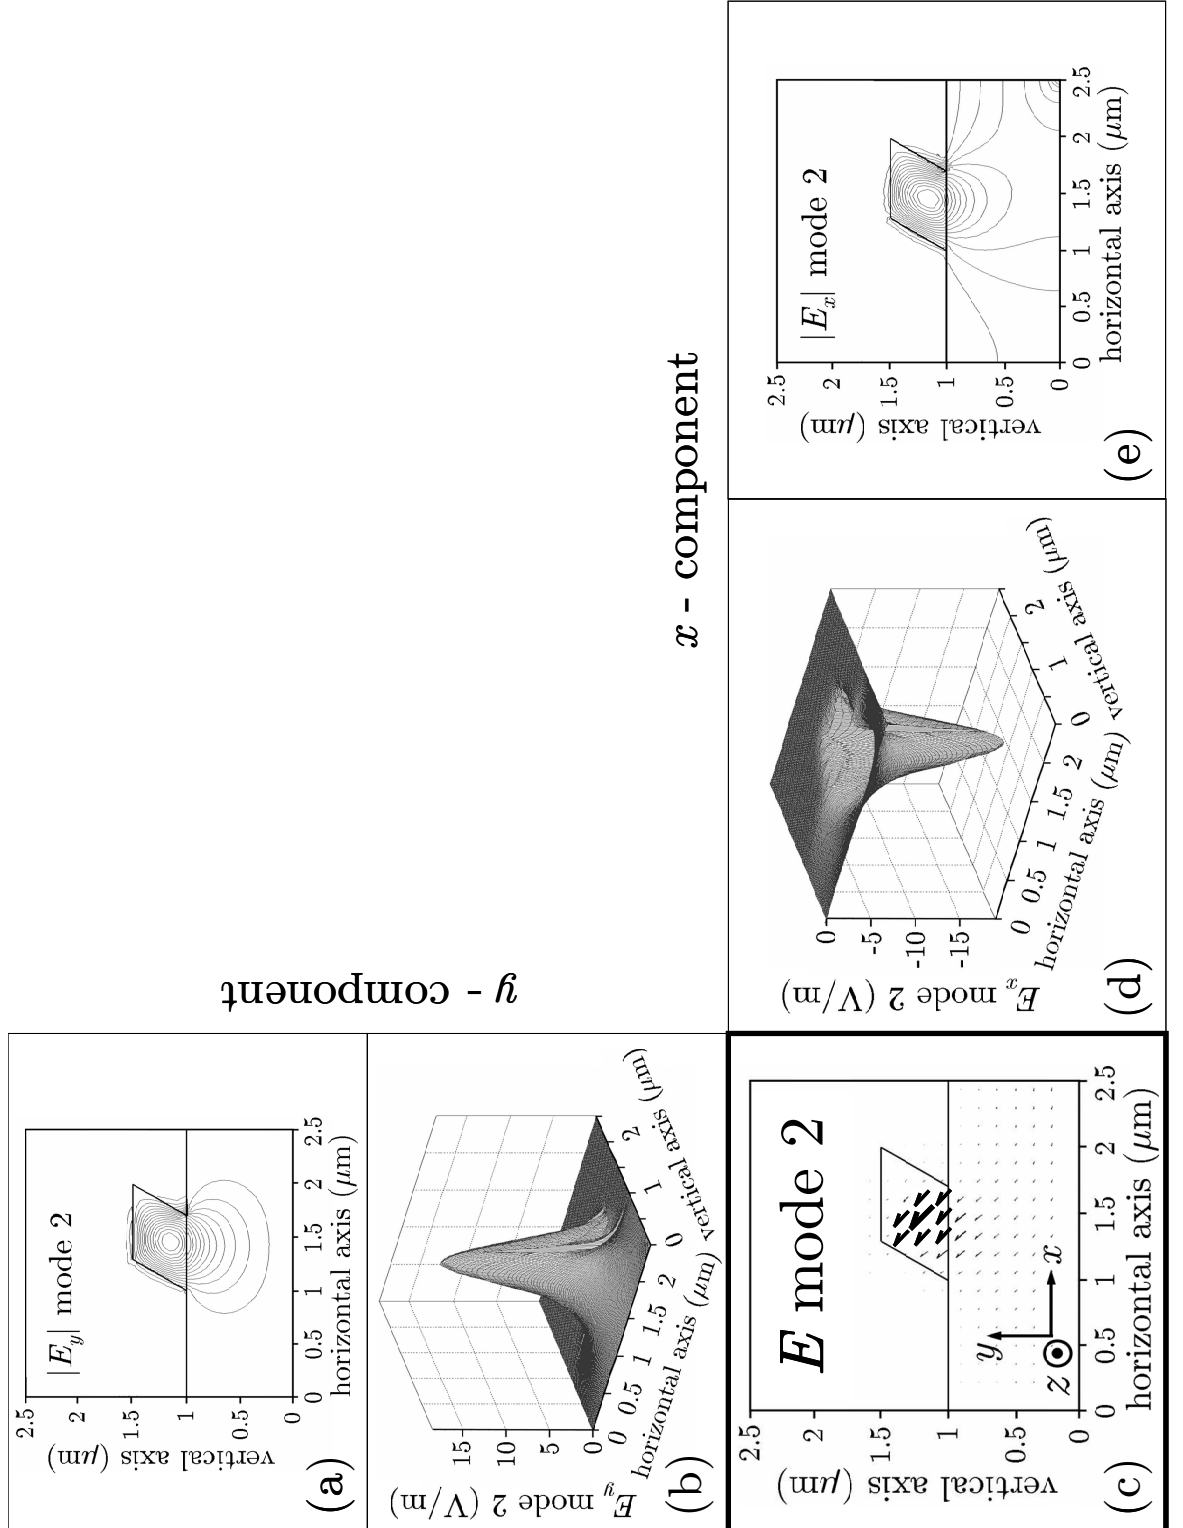 y - component
x - component
|E_y| mode 2
2.5
2
1.5
1
0.5
0
0 0.5 1 1.5 2 2.5
vertical axis (μm)
horizontal axis (μm)
(a)
E_y mode 2 (V/m)
15
10
5
0
0 0.5 1 1.5 2
horizontal axis (μm)
0 1 2
vertical axis (μm)
(b)
E mode 2
2.5
2
1.5
1
0.5
0
0 0.5 1 1.5 2 2.5
vertical axis (μm)
horizontal axis (μm)
y
x
z
(c)
E_x mode 2 (V/m)
0
-5
-10
-15
0 0.5 1 1.5 2
horizontal axis (μm)
0 1 2
vertical axis (μm)
(d)
|E_x| mode 2
2.5
2
1.5
1
0.5
0
0 0.5 1 1.5 2 2.5
vertical axis (μm)
horizontal axis (μm)
(e)